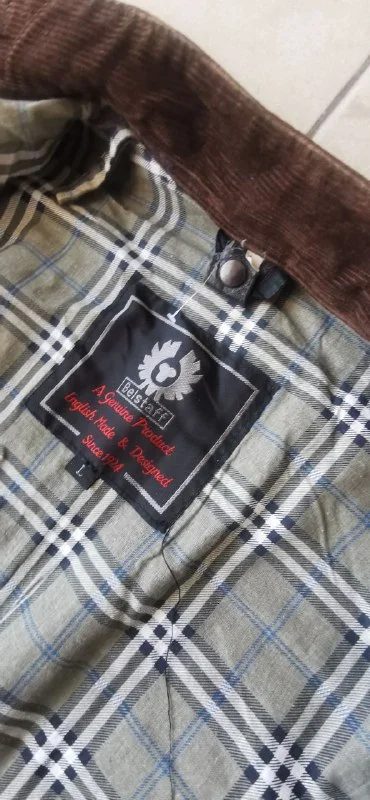 Belstaff
A Genuine Product
English Made & Designed
Since 1924
L